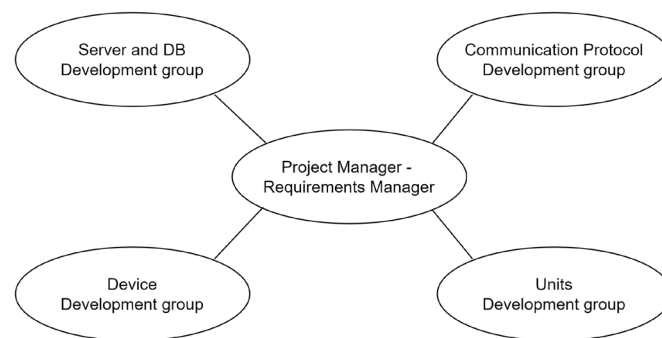 Server and DB
Development group
Communication Protocol
Development group
Project Manager -
Requirements Manager
Device
Development group
Units
Development group